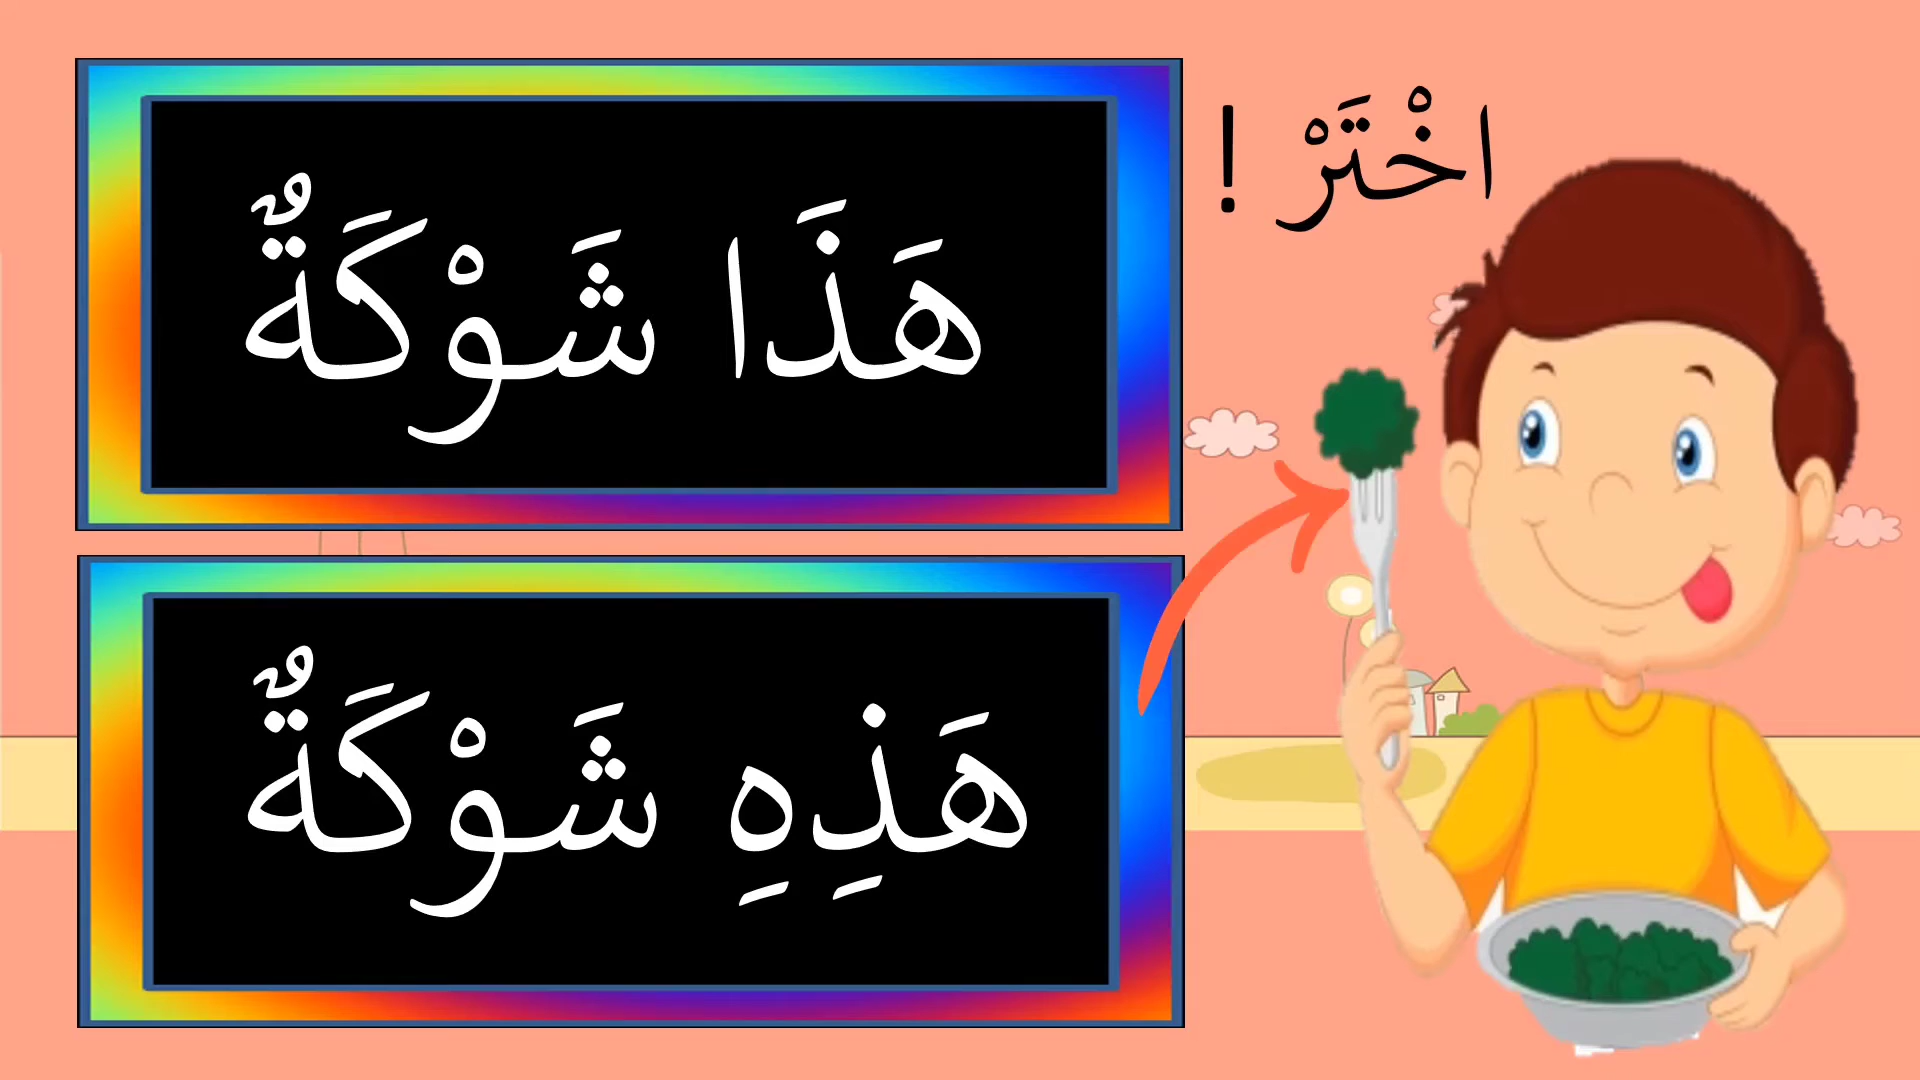 اخْتَرْ !
هَذَا شَوْكَةٌ
هَذِهِ شَوْكَةٌ